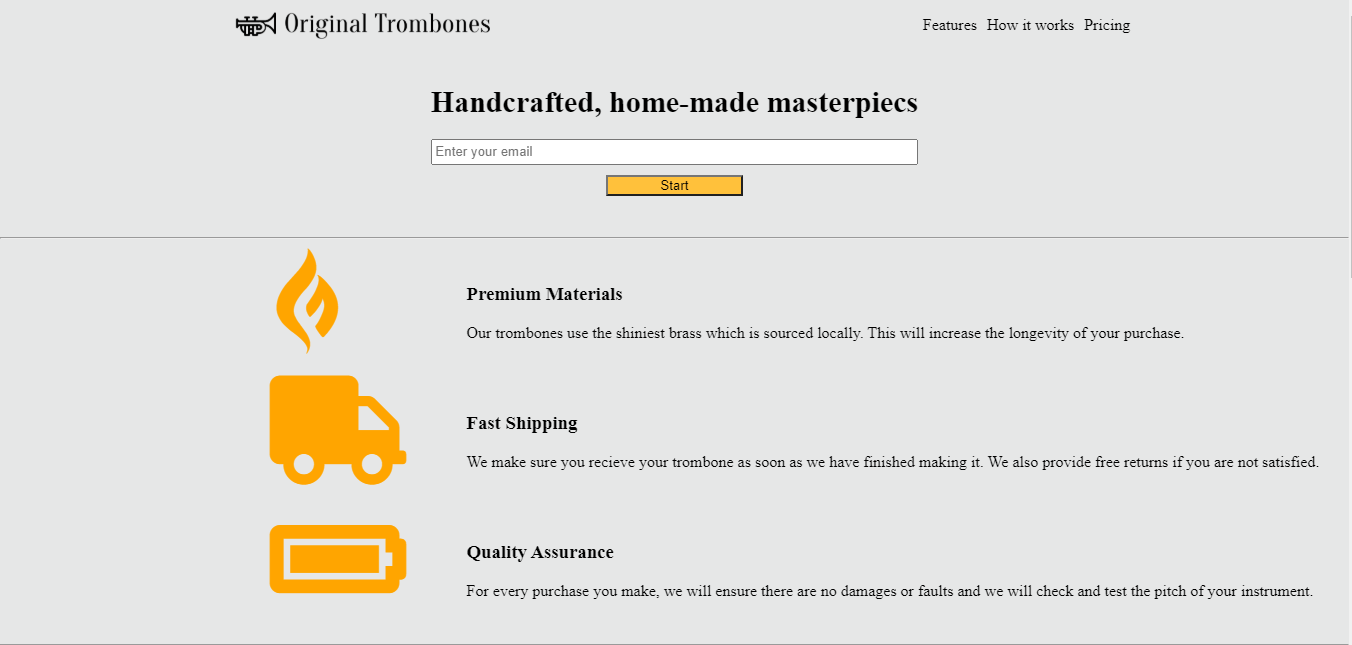 Original Trombones
Features How it works Pricing
Handcrafted, home-made masterpiecs
Enter your email
Start
Premium Materials
Our trombones use the shiniest brass which is sourced locally. This will increase the longevity of your purchase.
Fast Shipping
We make sure you recieve your trombone as soon as we have finished making it. We also provide free returns if you are not satisfied.
Quality Assurance
For every purchase you make, we will ensure there are no damages or faults and we will check and test the pitch of your instrument.